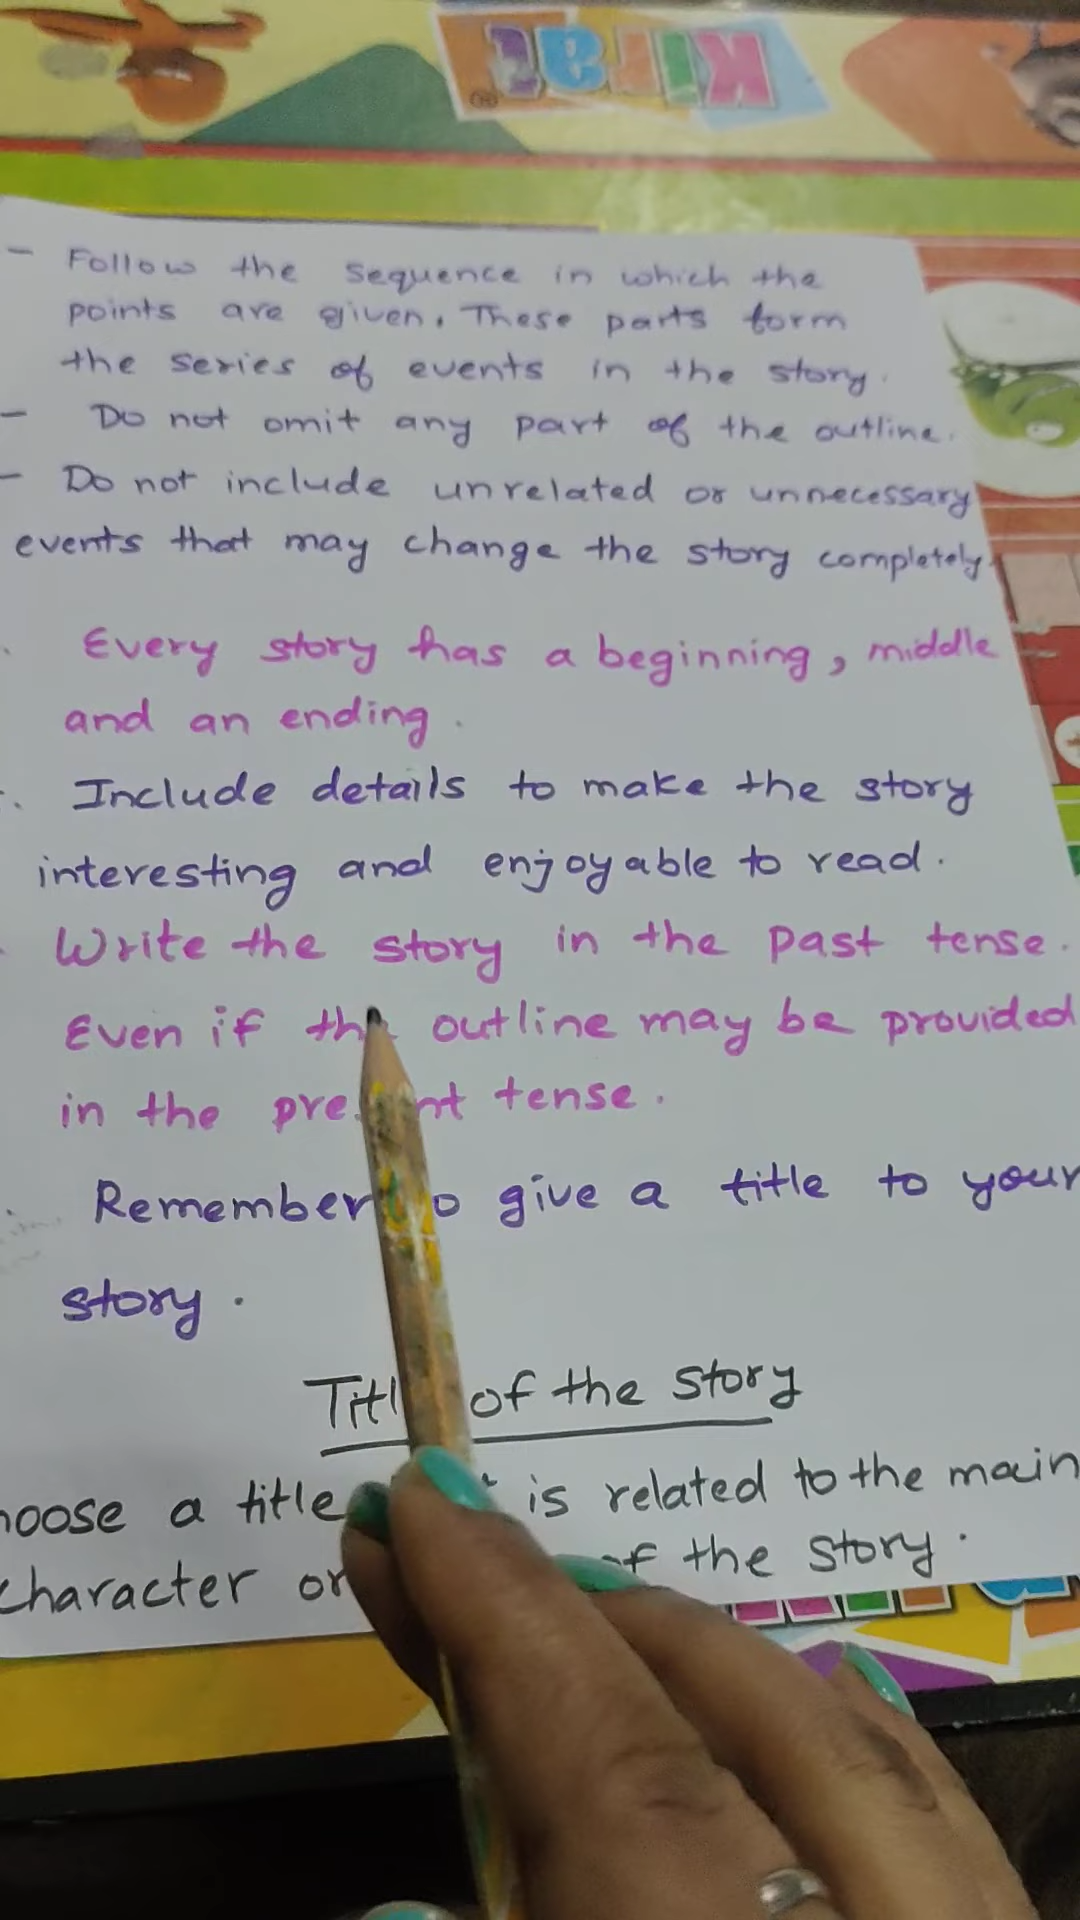 KIRAT
- Follow the sequence in which the
points are given. These parts form
the series of events in the story.
- Do not omit any part of the outline.
- Do not include unrelated or unnecessary
events that may change the story completely
Every story has a beginning, middle
and an ending.
Include details to make the story
interesting and enjoyable to read.
Write the story in the past tense.
Even if the outline may be provided
in the present tense.
Remember to give a title to your
story.
Title of the story
a title is related to the main
character or of the story.